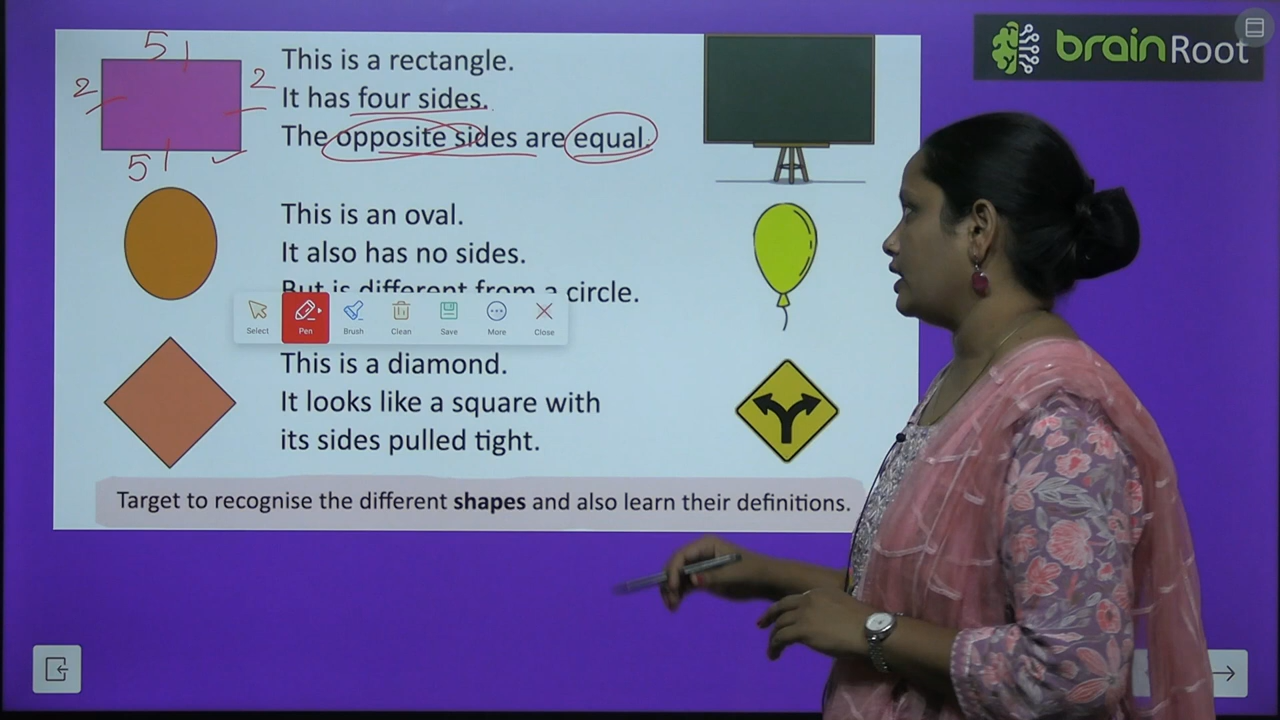 5
2
2
5
This is a rectangle.
It has four sides.
The opposite sides are equal.
This is an oval.
It also has no sides.
But is different from a circle.
Select
Pen
Brush
Clean
Save
More
Close
This is a diamond.
It looks like a square with
its sides pulled tight.
Target to recognise the different shapes and also learn their definitions.
brainRoot